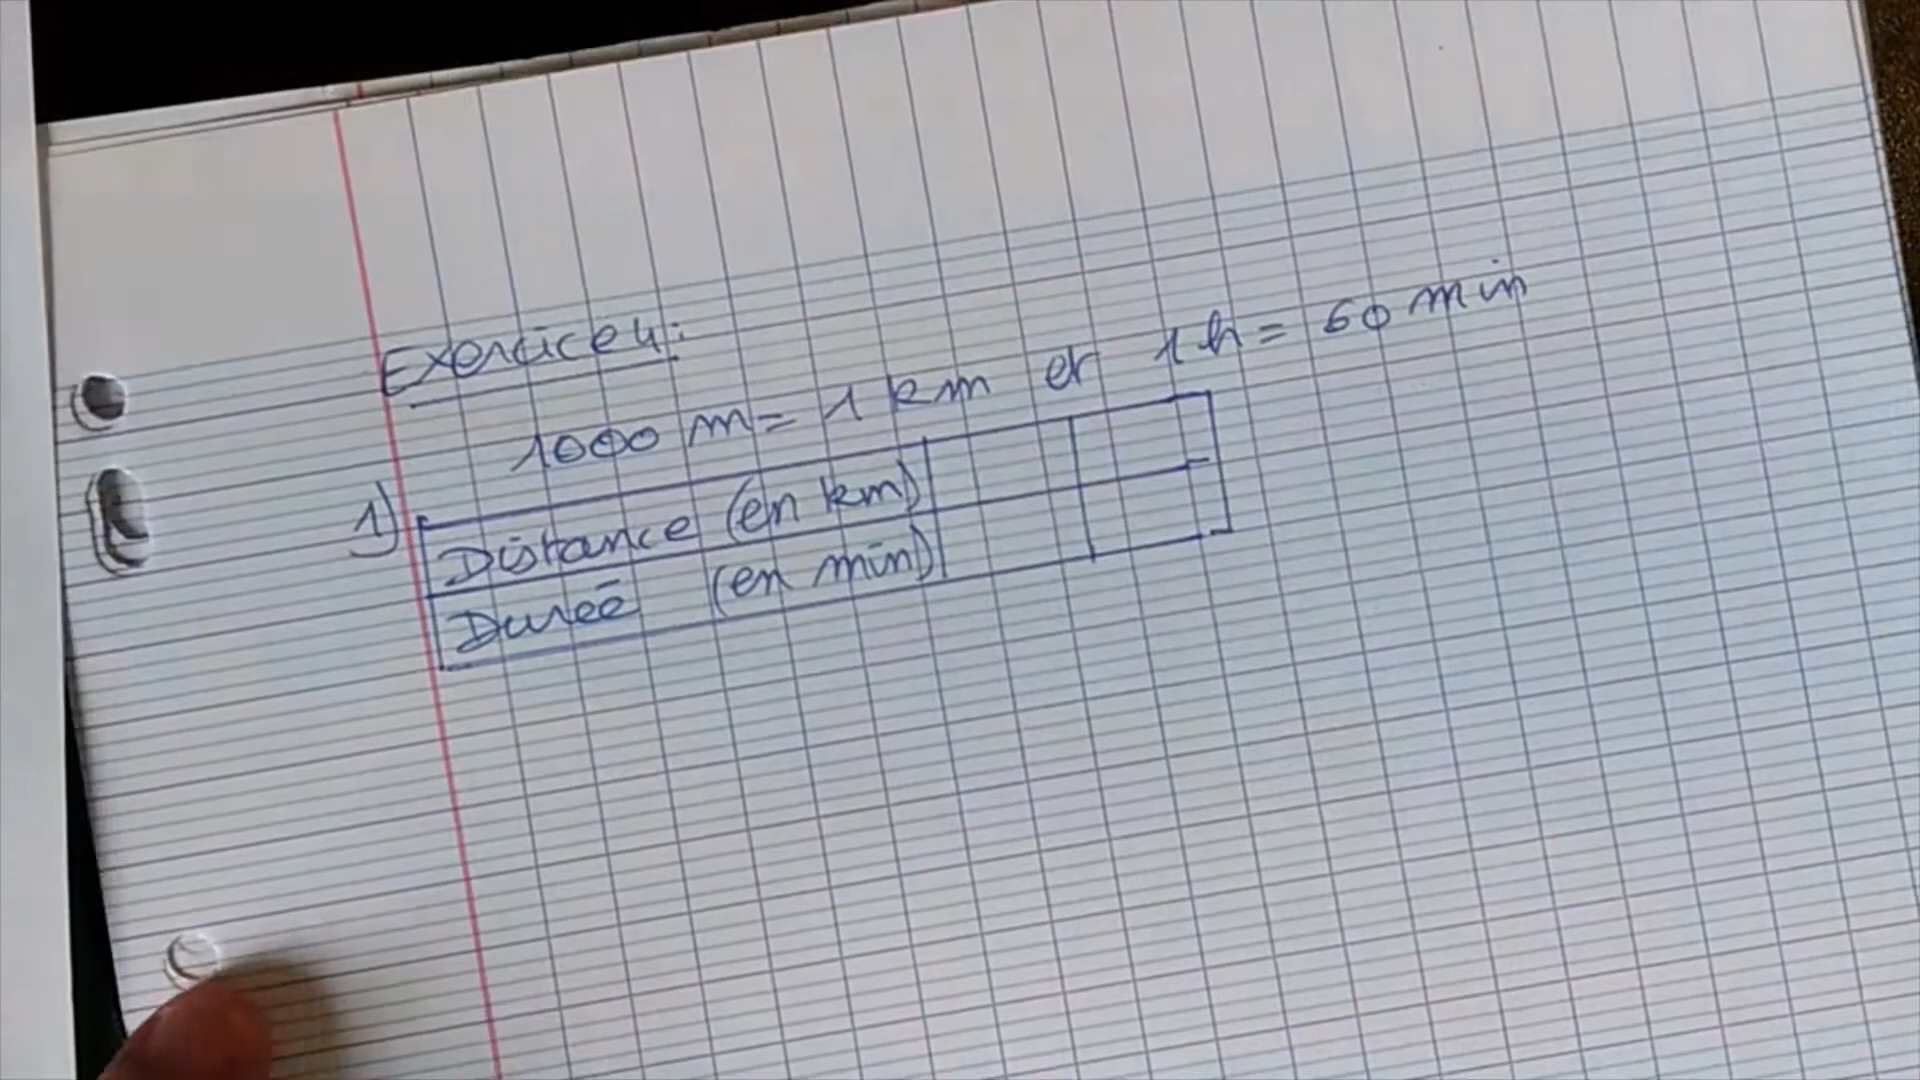 Exercice 4:
1000 m = 1 km et 1 h = 60 min
1) Distance (en km)
Durée (en min)